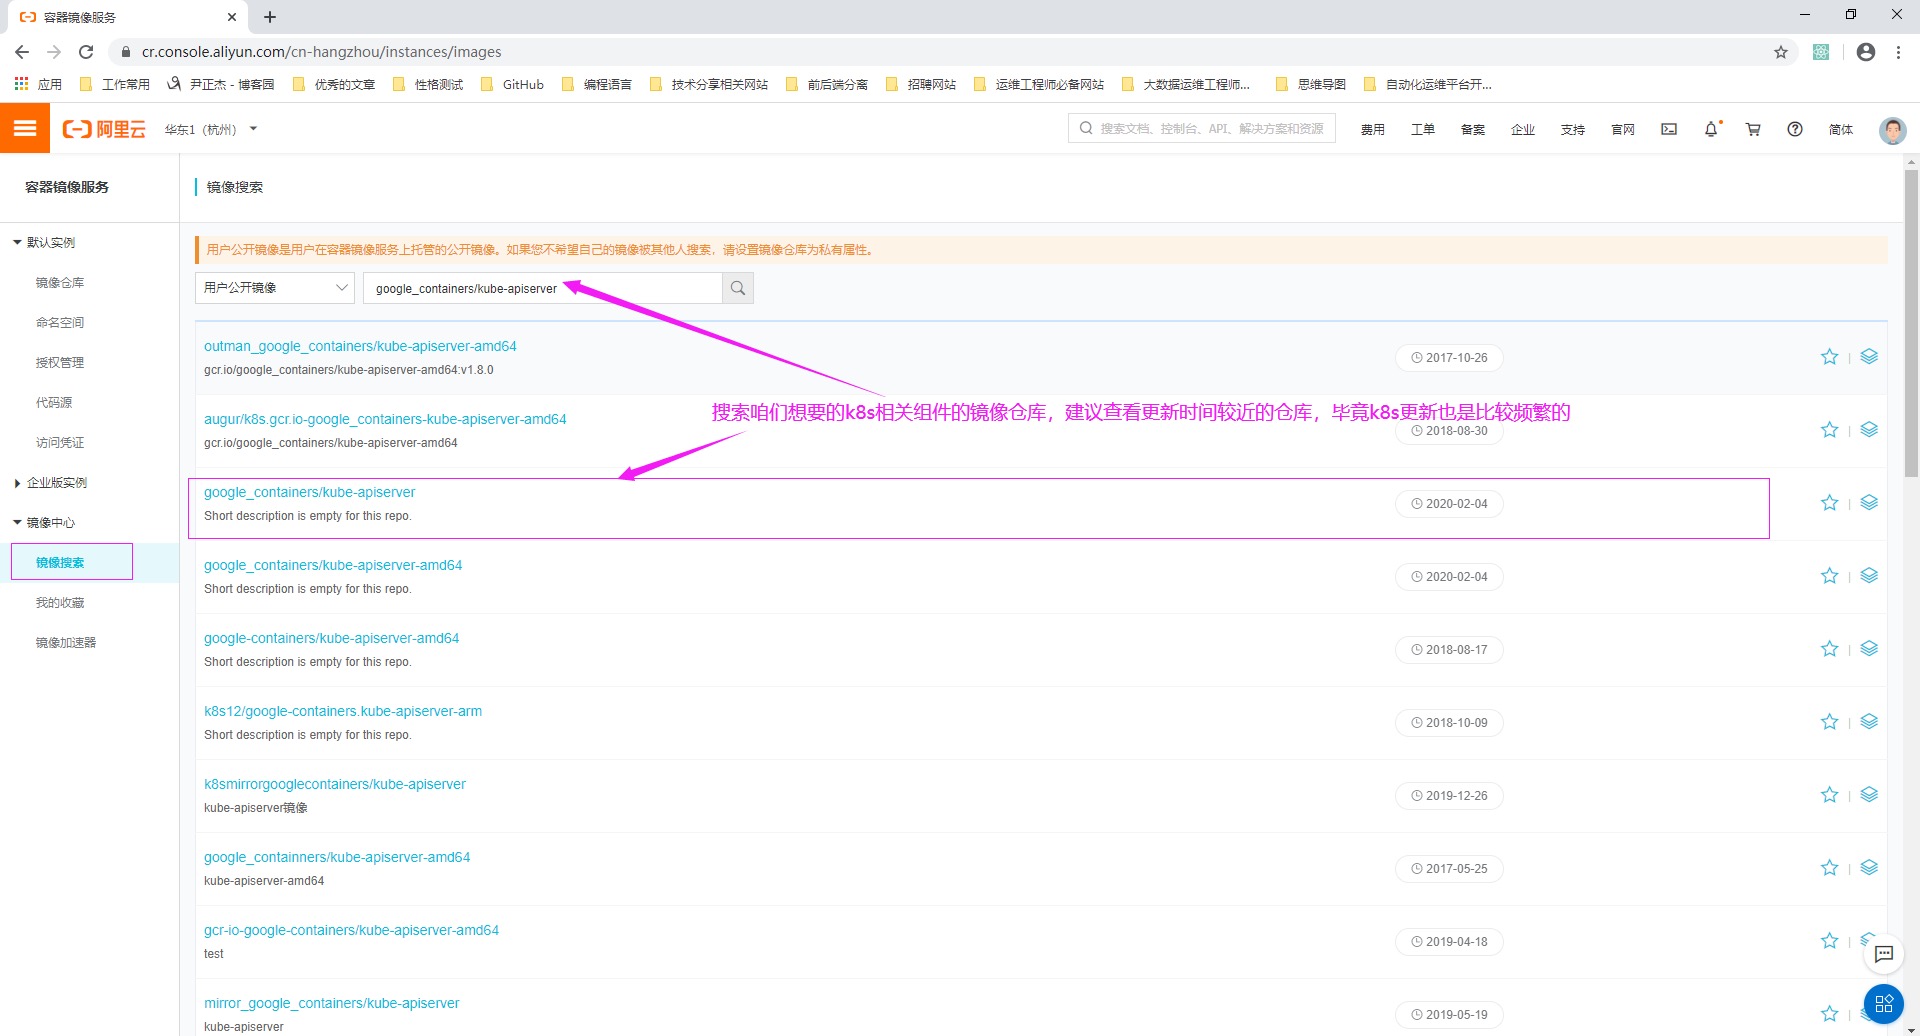 容器镜像服务
cr.console.aliyun.com/cn-hangzhou/instances/images
应用 工作常用 尹正杰 - 博客园 优秀的文章 性格测试 GitHub 编程语言 技术分享相关网站 前后端分离 招聘网站 运维工程师必备网站 大数据运维工程师... 思维导图 自动化运维平台开...
阿里云 华东1（杭州） 搜索文档、控制台、API、解决方案和资源 费用 工单 备案 企业 支持 官网 简体
容器镜像服务
默认实例
镜像仓库
命名空间
授权管理
代码源
访问凭证
企业版实例
镜像中心
镜像搜索
我的收藏
镜像加速器
镜像搜索
用户公开镜像是用户在容器镜像服务上托管的公开镜像。如果您不希望自己的镜像被其他人搜索，请设置镜像仓库为私有属性。
用户公开镜像 google_containers/kube-apiserver
outman_google_containers/kube-apiserver-amd64
gcr.io/google_containers/kube-apiserver-amd64:v1.8.0
2017-10-26
搜索咱们想要的k8s相关组件的镜像仓库，建议查看更新时间较近的仓库，毕竟k8s更新也是比较频繁的
augur/k8s.gcr.io-google_containers-kube-apiserver-amd64
gcr.io/google_containers/kube-apiserver-amd64
2018-08-30
google_containers/kube-apiserver
Short description is empty for this repo.
2020-02-04
google_containers/kube-apiserver-amd64
Short description is empty for this repo.
2020-02-04
google-containers/kube-apiserver-amd64
Short description is empty for this repo.
2018-08-17
k8s12/google-containers.kube-apiserver-arm
Short description is empty for this repo.
2018-10-09
k8smirrorgooglecontainers/kube-apiserver
kube-apiserver镜像
2019-12-26
google_containners/kube-apiserver-amd64
kube-apiserver-amd64
2017-05-25
gcr-io-google-containers/kube-apiserver-amd64
test
2019-04-18
mirror_google_containers/kube-apiserver
kube-apiserver
2019-05-19